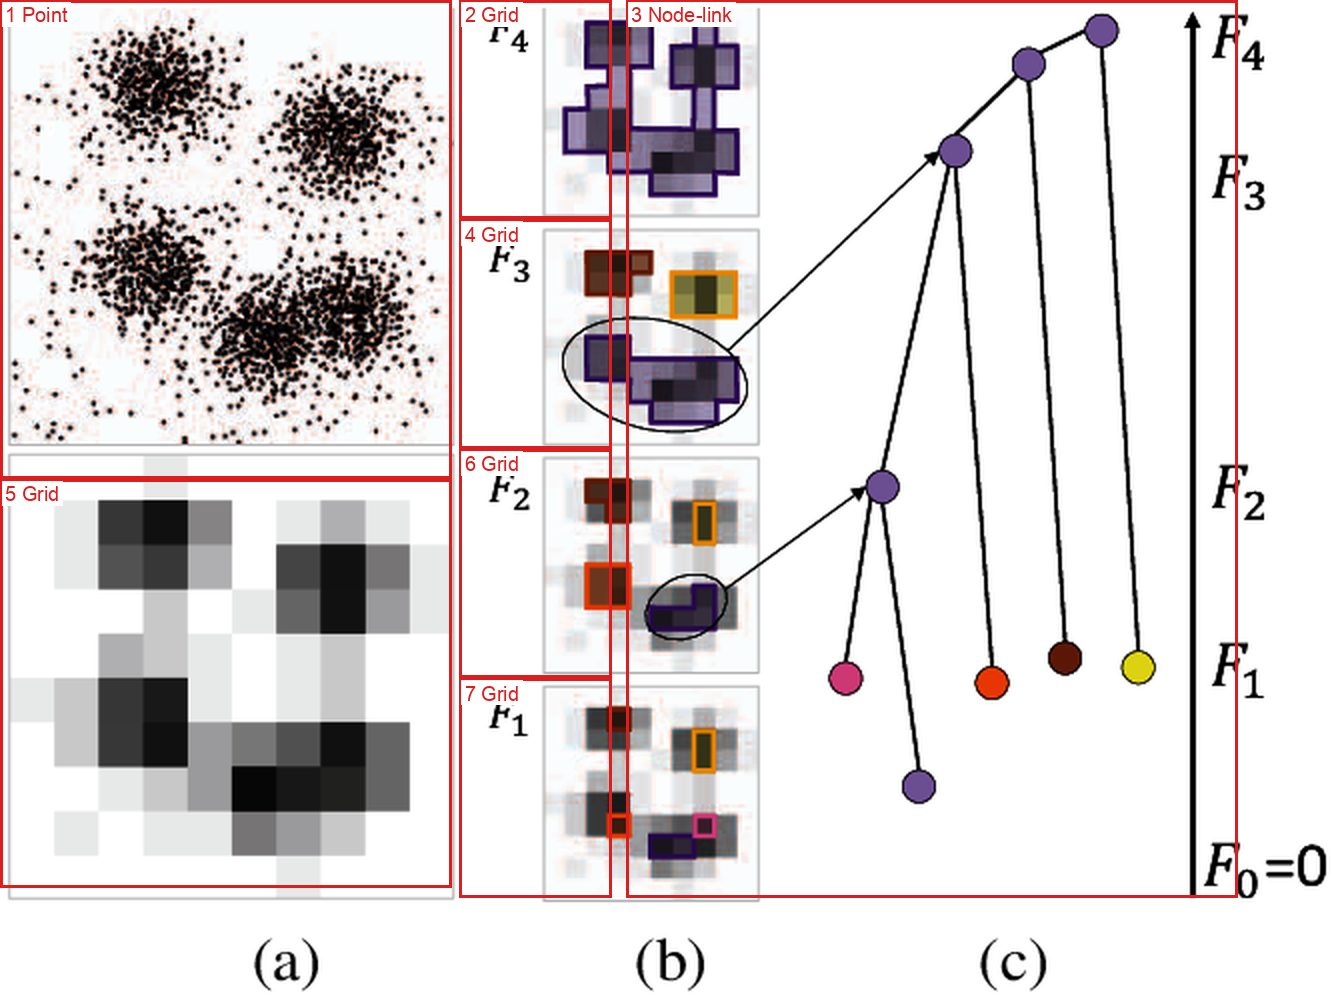 1 Point
2 Grid
3 Node-link
F4
F4
F3
4 Grid
F3
5 Grid
6 Grid
F2
F2
F1
7 Grid
F1
F0=0
(a)
(b)
(c)